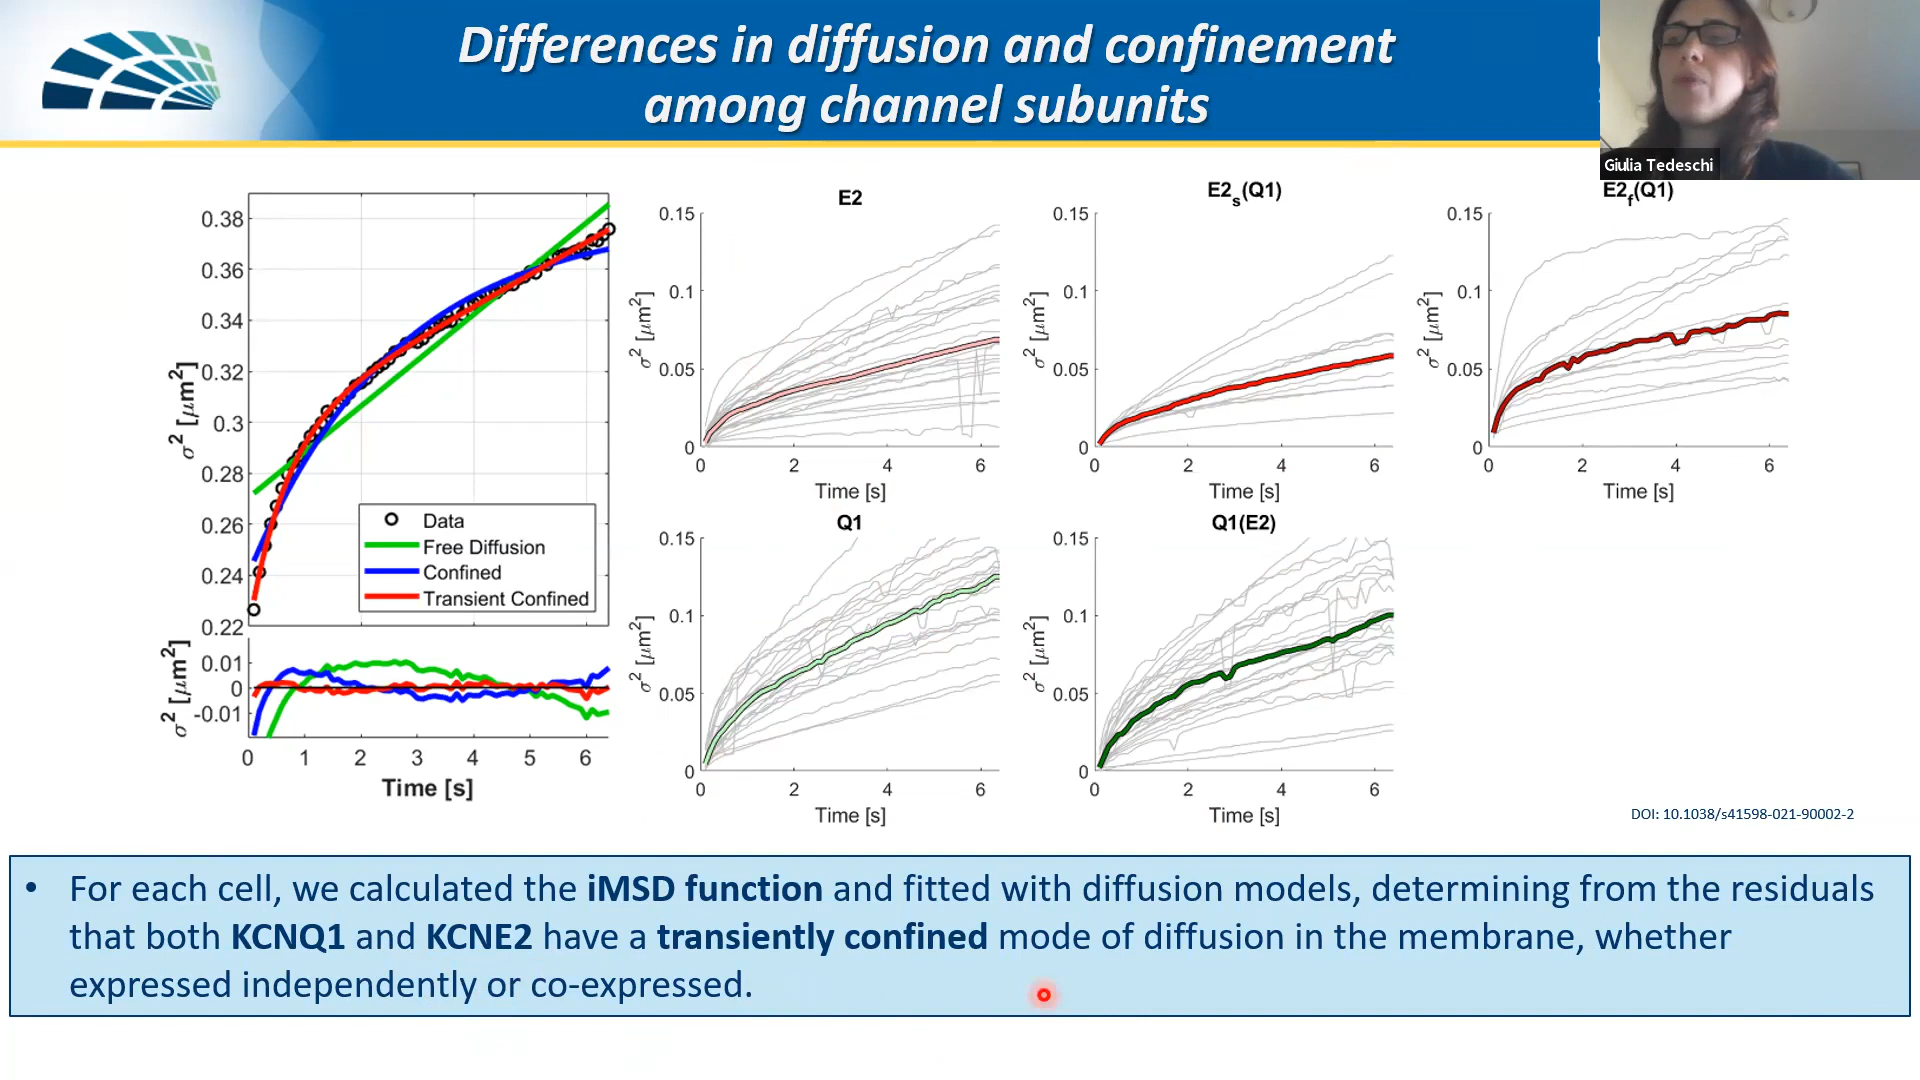 Differences in diffusion and confinement
among channel subunits
Giulia Tedeschi
0.38
0.36
0.34
0.32
0.3
0.28
0.26
0.24
0.22
σ² [μm²]
Data
Free Diffusion
Confined
Transient Confined
0.01
0
-0.01
σ² [μm²]
0 1 2 3 4 5 6
Time [s]
E2
0.15
0.1
0.05
0
σ² [μm²]
0 2 4 6
Time [s]
E2s(Q1)
0.15
0.1
0.05
0
σ² [μm²]
0 2 4 6
Time [s]
E2f(Q1)
0.15
0.1
0.05
0
σ² [μm²]
0 2 4 6
Time [s]
Q1
0.15
0.1
0.05
0
σ² [μm²]
0 2 4 6
Time [s]
Q1(E2)
0.15
0.1
0.05
0
σ² [μm²]
0 2 4 6
Time [s]
DOI: 10.1038/s41598-021-90002-2
• For each cell, we calculated the iMSD function and fitted with diffusion models, determining from the residuals
that both KCNQ1 and KCNE2 have a transiently confined mode of diffusion in the membrane, whether
expressed independently or co-expressed.